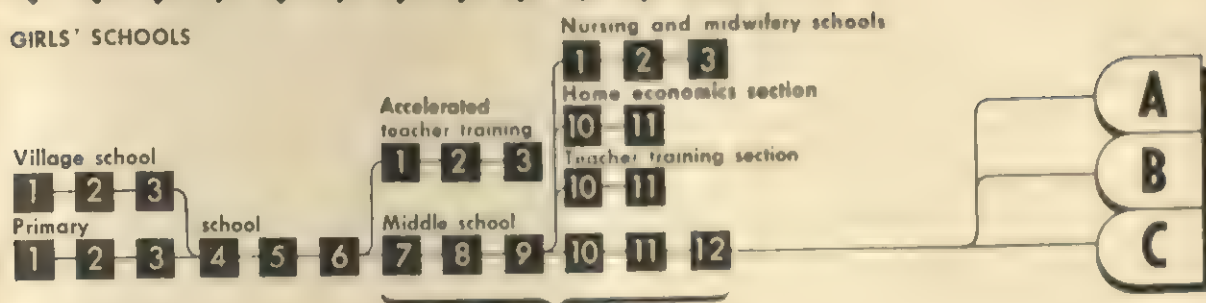 GIRLS' SCHOOLS
Nursing and midwifery schools
1 2 3
Home economics section
10 11
Accelerated
teacher training
1 2 3
Teacher training section
10 11
Village school
1 2 3
Primary school
1 2 3 4 5 6
Middle school
7 8 9 10 11 12
A
B
C